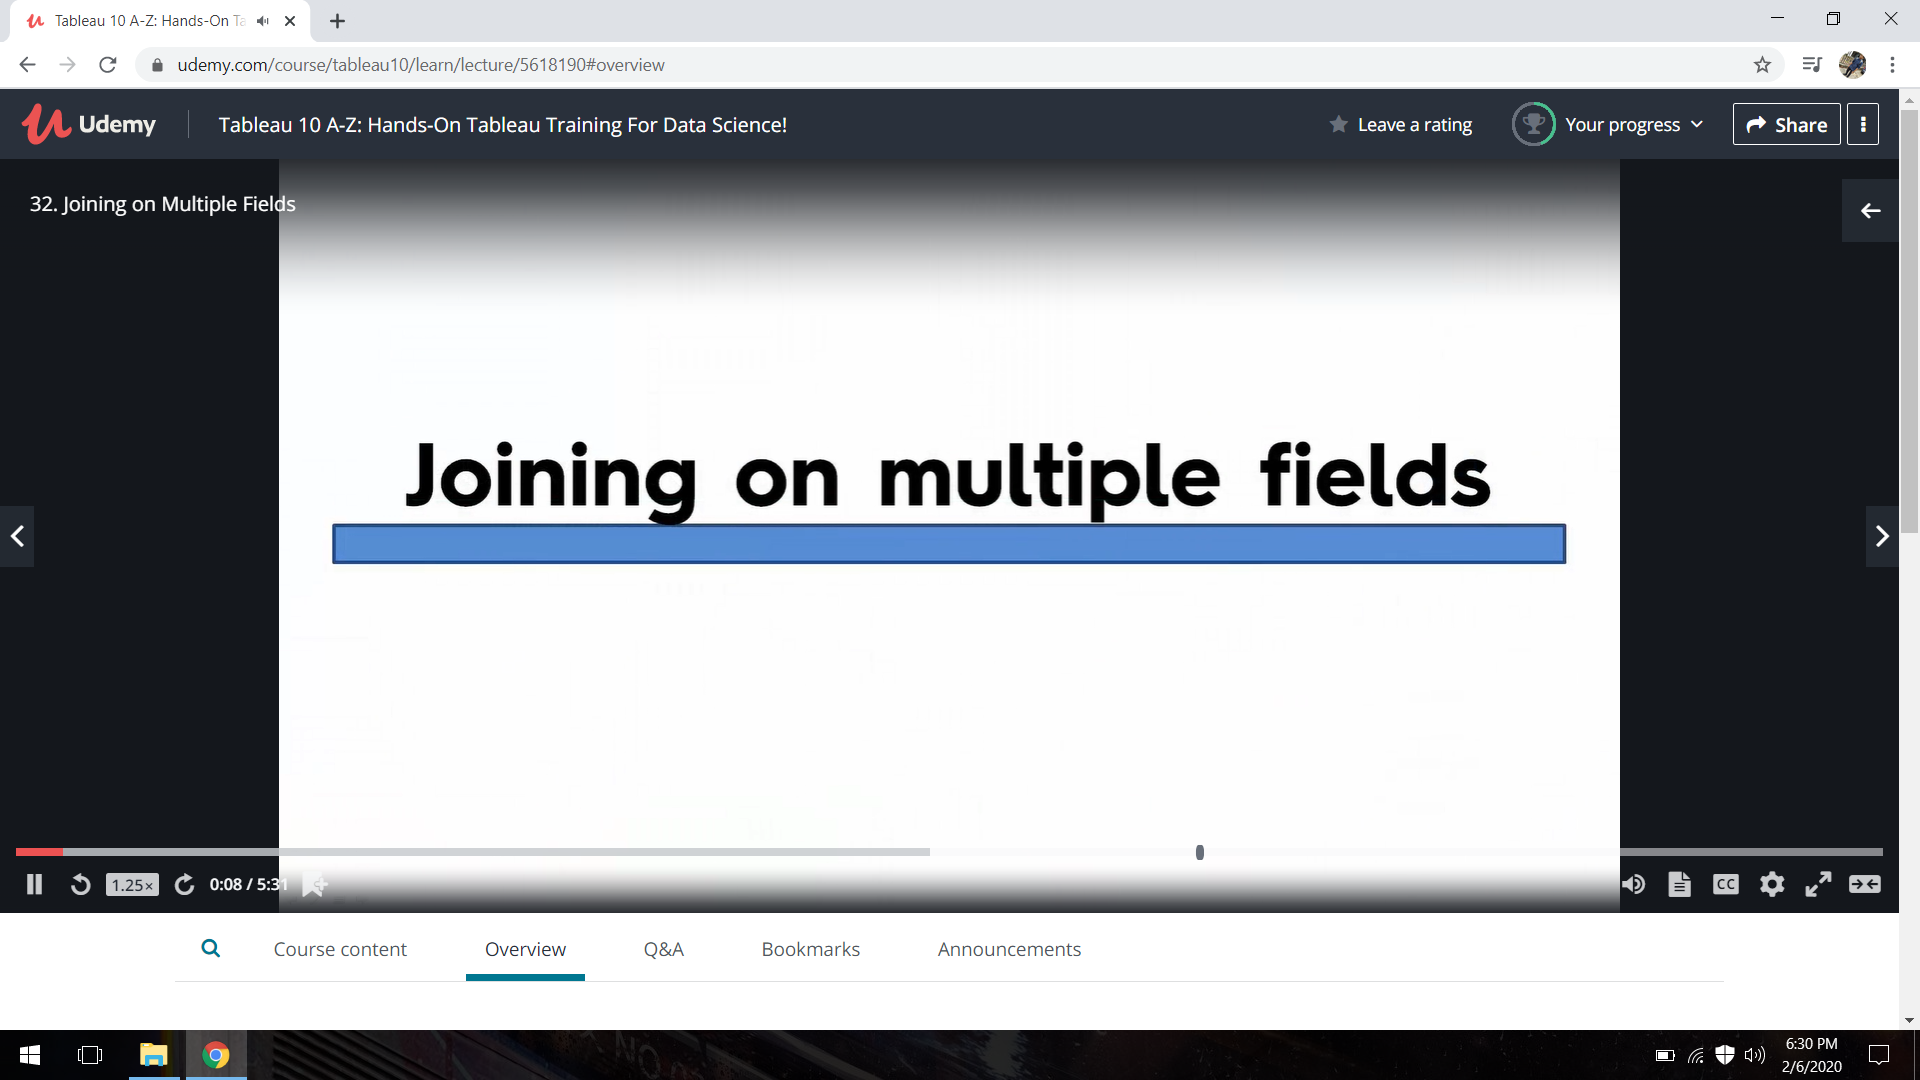 Tableau 10 A-Z: Hands-On Ta
udemy.com/course/tableau10/learn/lecture/5618190#overview
Udemy
Tableau 10 A-Z: Hands-On Tableau Training For Data Science!
Leave a rating
Your progress
Share
32. Joining on Multiple Fields
Joining on multiple fields
1.25×
0:08 / 5:31
CC
Course content
Overview
Q&A
Bookmarks
Announcements
6:30 PM
2/6/2020